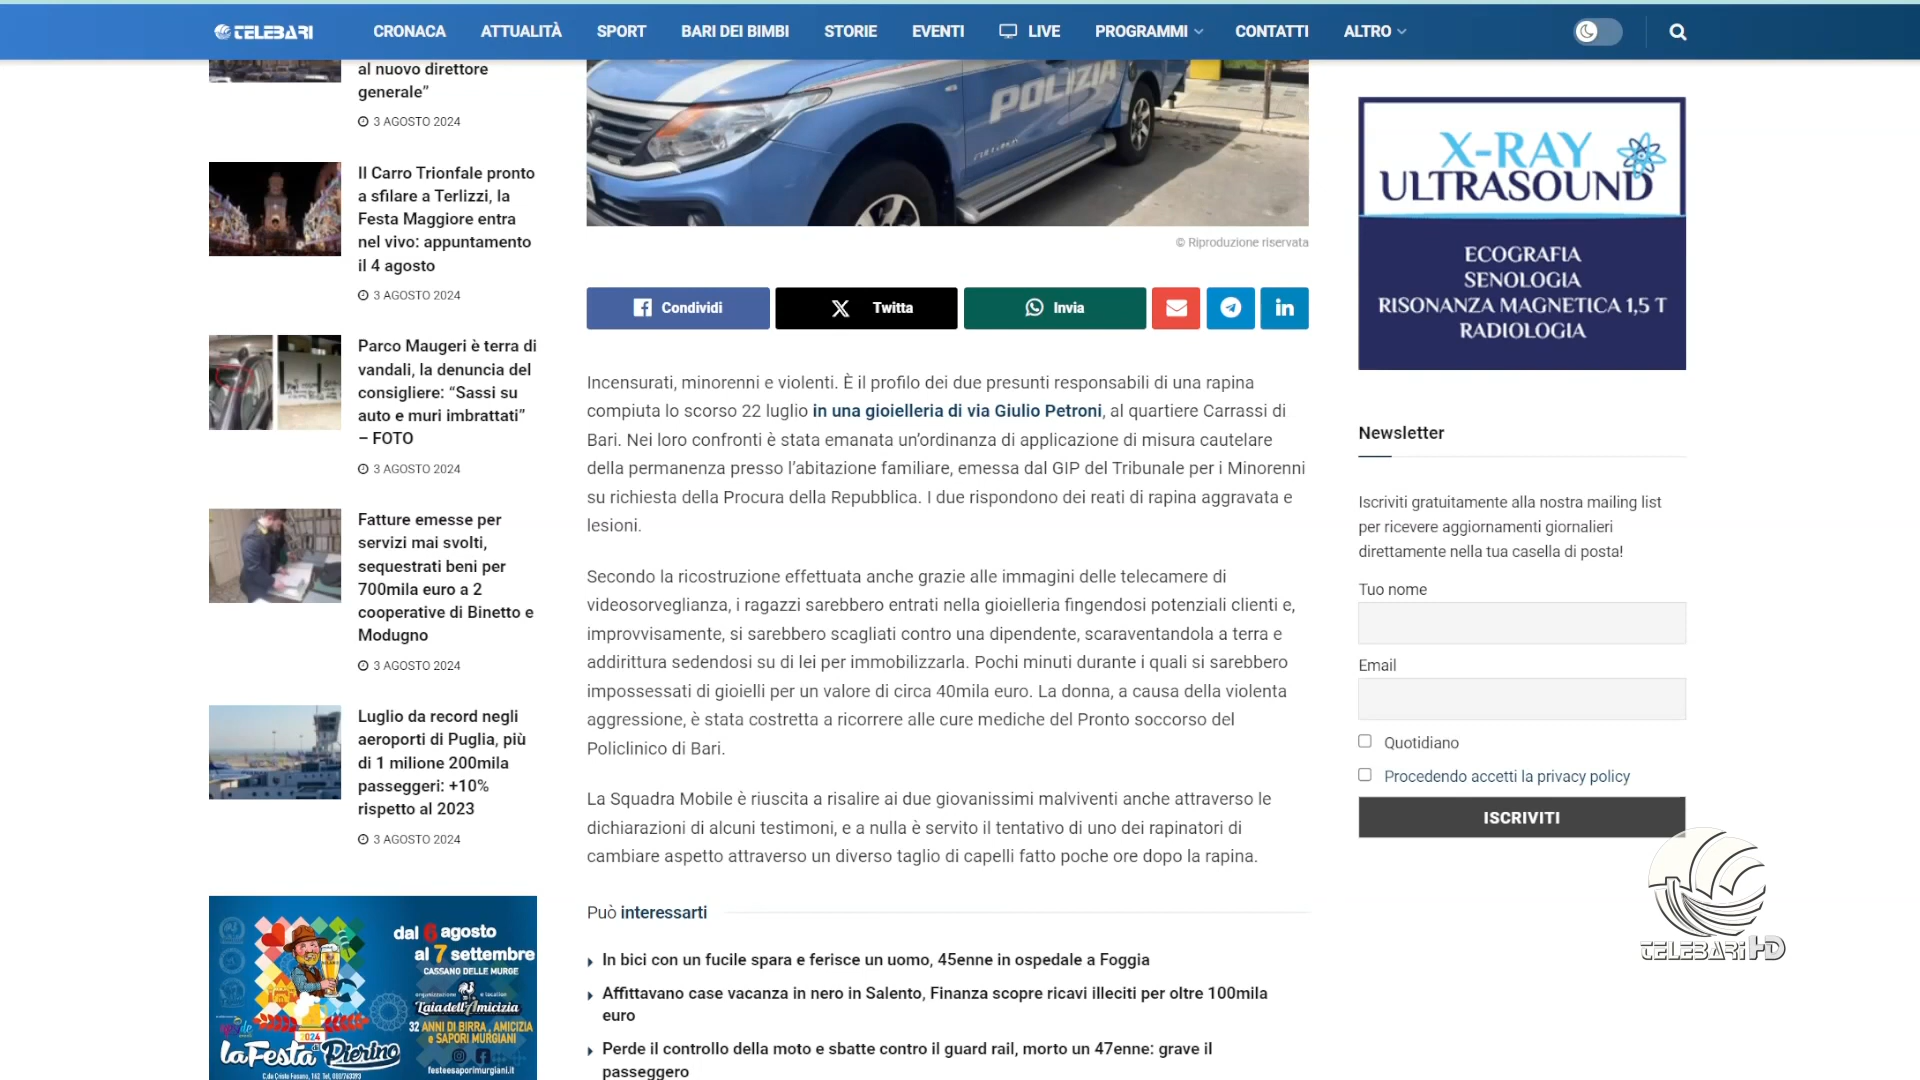 TELEBARI CRONACA ATTUALITÀ SPORT BARI DEI BIMBI STORIE EVENTI LIVE PROGRAMMI CONTATTI ALTRO
al nuovo direttore
generale”
3 AGOSTO 2024
Il Carro Trionfale pronto
a sfilare a Terlizzi, la
Festa Maggiore entra
nel vivo: appuntamento
il 4 agosto
3 AGOSTO 2024
Parco Maugeri è terra di
vandali, la denuncia del
consigliere: “Sassi su
auto e muri imbrattati”
– FOTO
3 AGOSTO 2024
Fatture emesse per
servizi mai svolti,
sequestrati beni per
700mila euro a 2
cooperative di Binetto e
Modugno
3 AGOSTO 2024
Luglio da record negli
aeroporti di Puglia, più
di 1 milione 200mila
passeggeri: +10%
rispetto al 2023
3 AGOSTO 2024
dal 6 agosto
al 7 settembre
CASSANO DELLE MURGE
organizzazione e location
l'aia dell'Amicizia
32 ANNI DI BIRRA, AMICIZIA
e SAPORI MURGIANI
2024
la Festa di Pierino
festeesaporimurgiani.it
POLIZIA
© Riproduzione riservata
Condividi Twitta Invia
Incensurati, minorenni e violenti. È il profilo dei due presunti responsabili di una rapina
compiuta lo scorso 22 luglio in una gioielleria di via Giulio Petroni, al quartiere Carrassi di
Bari. Nei loro confronti è stata emanata un’ordinanza di applicazione di misura cautelare
della permanenza presso l’abitazione familiare, emessa dal GIP del Tribunale per i Minorenni
su richiesta della Procura della Repubblica. I due rispondono dei reati di rapina aggravata e
lesioni.
Secondo la ricostruzione effettuata anche grazie alle immagini delle telecamere di
videosorveglianza, i ragazzi sarebbero entrati nella gioielleria fingendosi potenziali clienti e,
improvvisamente, si sarebbero scagliati contro una dipendente, scaraventandola a terra e
addirittura sedendosi su di lei per immobilizzarla. Pochi minuti durante i quali si sarebbero
impossessati di gioielli per un valore di circa 40mila euro. La donna, a causa della violenta
aggressione, è stata costretta a ricorrere alle cure mediche del Pronto soccorso del
Policlinico di Bari.
La Squadra Mobile è riuscita a risalire ai due giovanissimi malviventi anche attraverso le
dichiarazioni di alcuni testimoni, e a nulla è servito il tentativo di uno dei rapinatori di
cambiare aspetto attraverso un diverso taglio di capelli fatto poche ore dopo la rapina.
Può interessarti
In bici con un fucile spara e ferisce un uomo, 45enne in ospedale a Foggia
Affittavano case vacanza in nero in Salento, Finanza scopre ricavi illeciti per oltre 100mila
euro
Perde il controllo della moto e sbatte contro il guard rail, morto un 47enne: grave il
passeggero
X-RAY
ULTRASOUND
ECOGRAFIA
SENOLOGIA
RISONANZA MAGNETICA 1,5 T
RADIOLOGIA
Newsletter
Iscriviti gratuitamente alla nostra mailing list
per ricevere aggiornamenti giornalieri
direttamente nella tua casella di posta!
Tuo nome
Email
Quotidiano
Procedendo accetti la privacy policy
ISCRIVITI
TELEBARI HD